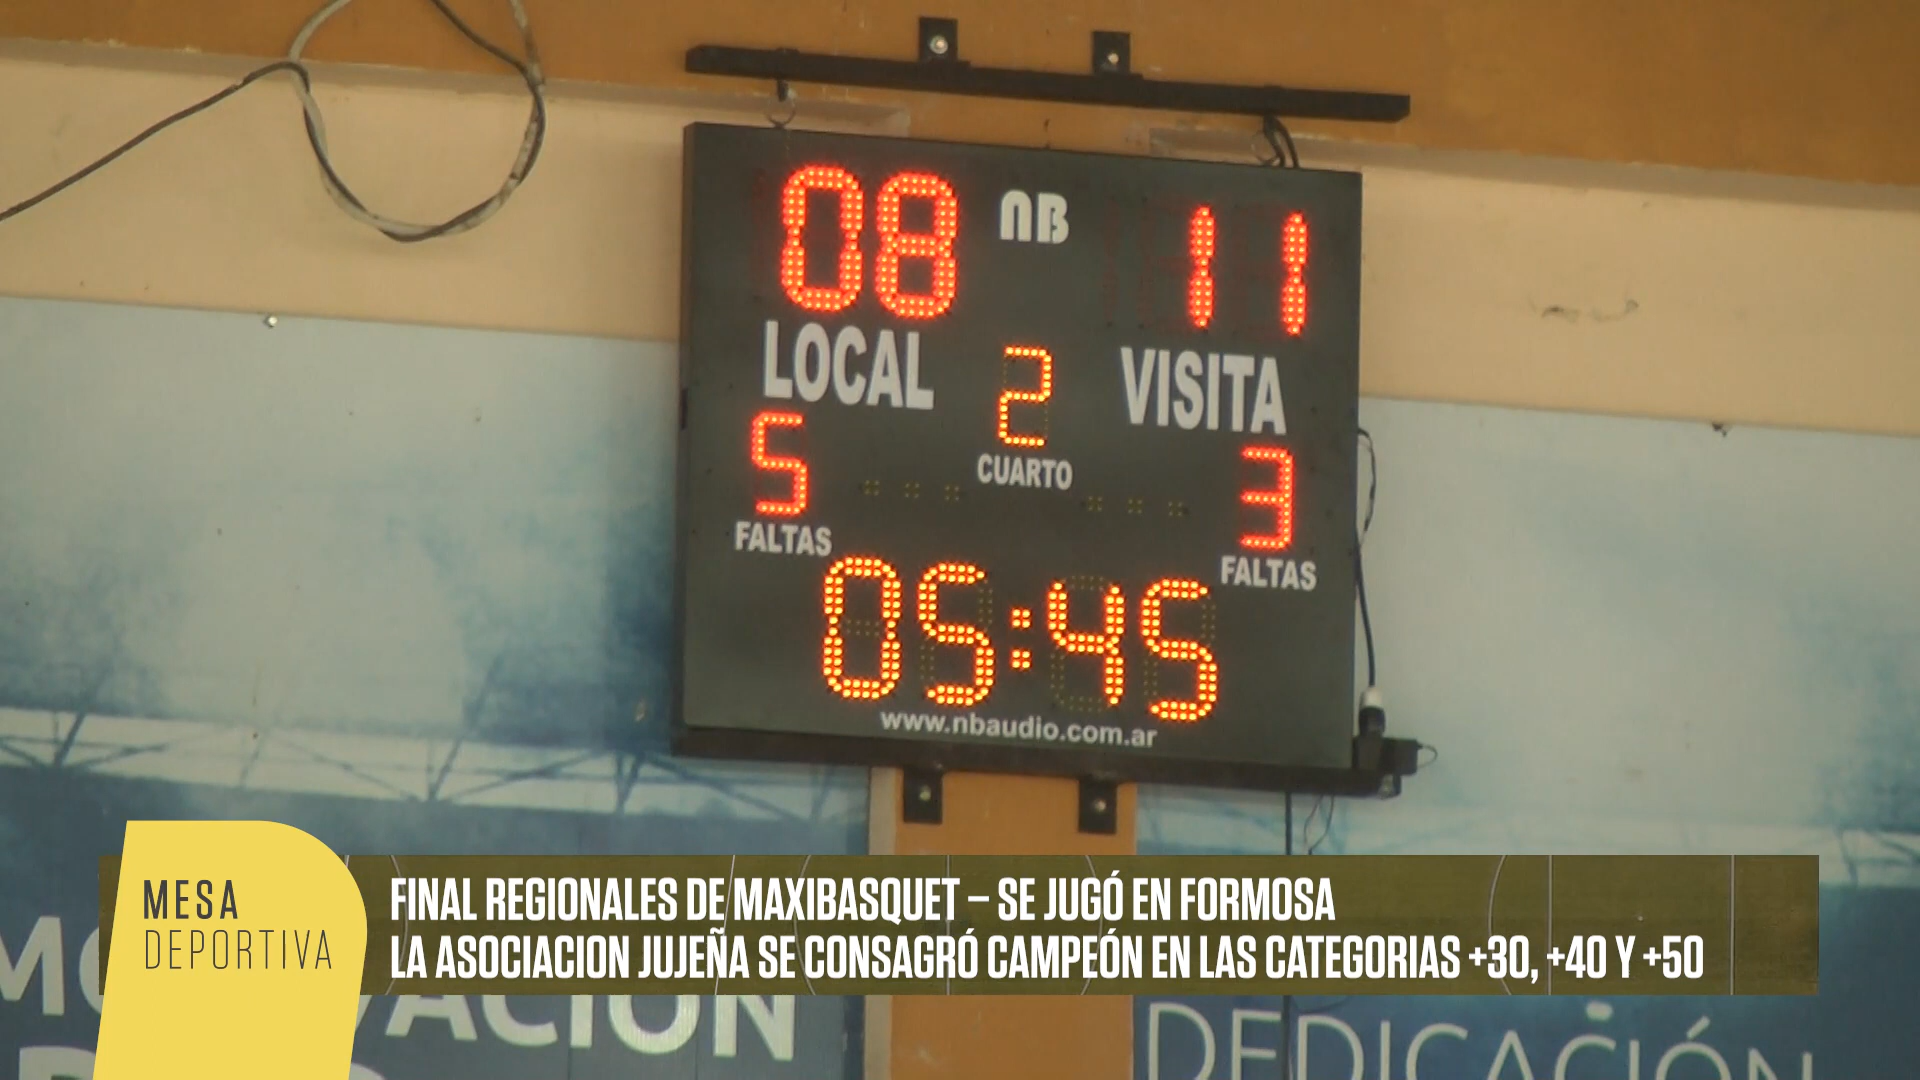 08 NB 11
LOCAL 2 VISITA
5 CUARTO 3
FALTAS FALTAS
05:45
www.nbaudio.com.ar
MESA
DEPORTIVA
FINAL REGIONALES DE MAXIBASQUET – SE JUGÓ EN FORMOSA
LA ASOCIACION JUJEÑA SE CONSAGRÓ CAMPEÓN EN LAS CATEGORIAS +30, +40 Y +50
DEDICACIÓN